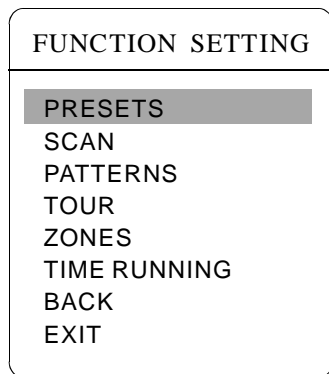 FUNCTION SETTING
PRESETS
SCAN
PATTERNS
TOUR
ZONES
TIME RUNNING
BACK
EXIT